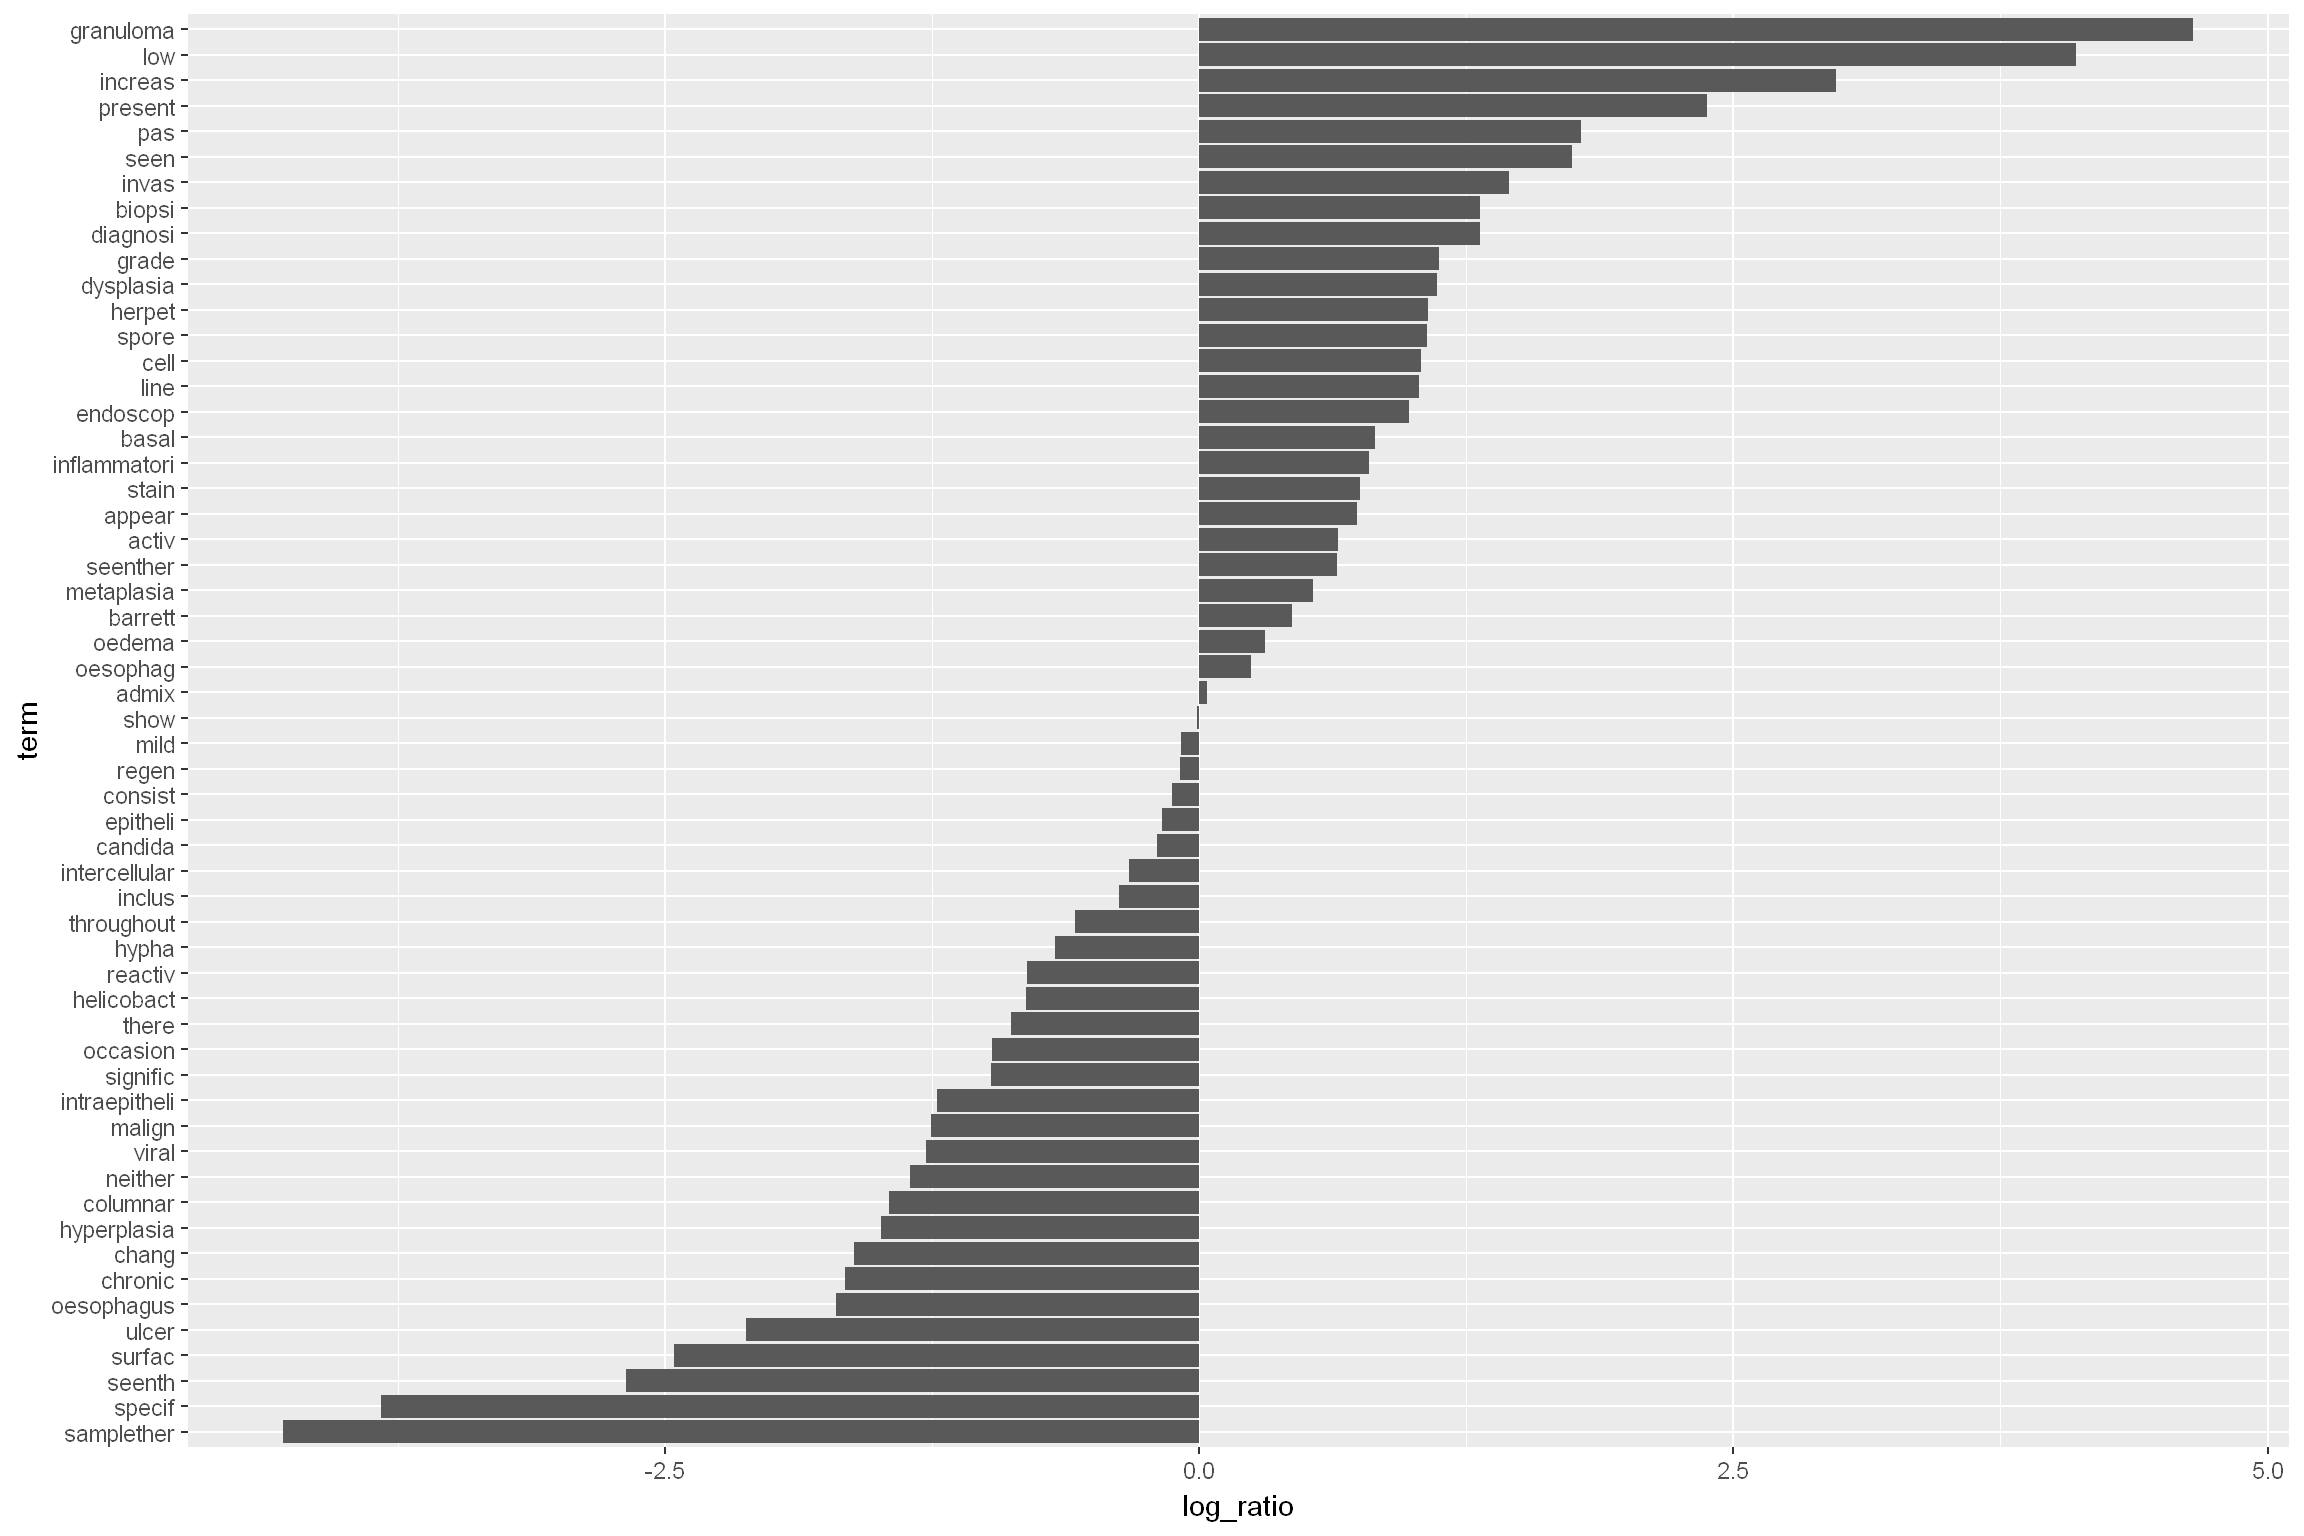 granuloma
low
increas
present
pas
seen
invas
biopsi
diagnosi
grade
dysplasia
herpet
spore
cell
line
endoscop
basal
inflammatori
stain
appear
activ
seenther
metaplasia
barrett
oedema
oesophag
admix
show
mild
regen
consist
epitheli
candida
intercellular
inclus
throughout
hypha
reactiv
helicobact
there
occasion
signific
intraepitheli
malign
viral
neither
columnar
hyperplasia
chang
chronic
oesophagus
ulcer
surfac
seenth
specif
samplether
term
-2.5 0.0 2.5 5.0
log_ratio